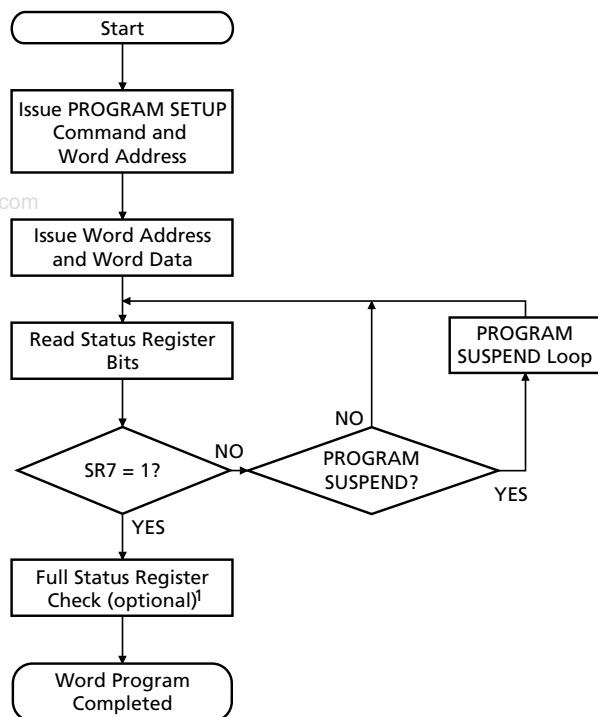 Start
Issue PROGRAM SETUP
Command and
Word Address
com
Issue Word Address
and Word Data
Read Status Register
Bits
PROGRAM
SUSPEND Loop
NO
SR7 = 1?
NO
PROGRAM
SUSPEND?
YES
YES
Full Status Register
Check (optional)1
Word Program
Completed